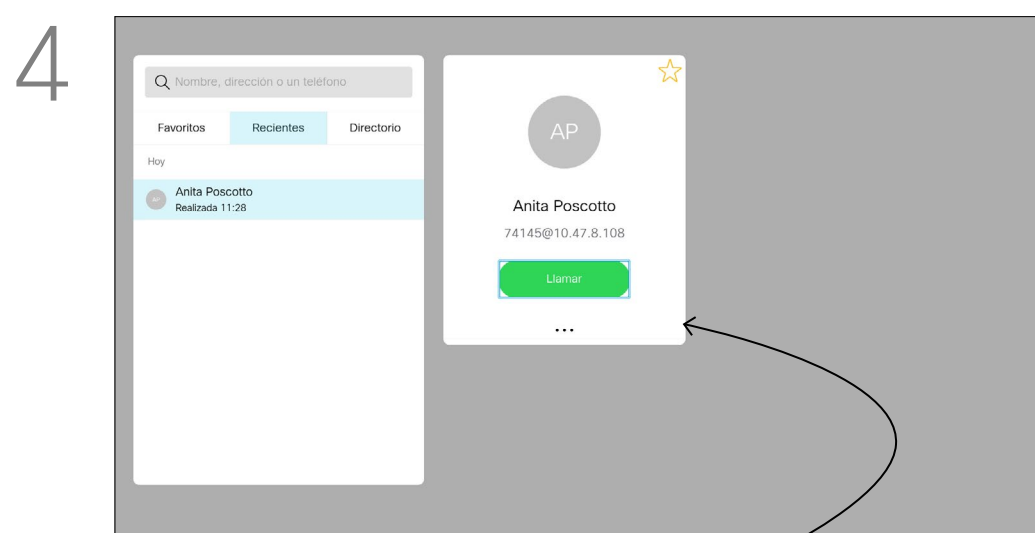 4
Nombre, dirección o un teléfono
Favoritos Recientes Directorio
Hoy
AP
Anita Poscotto
Realizada 11:28
AP
Anita Poscotto
74145@10.47.8.108
Llamar
...